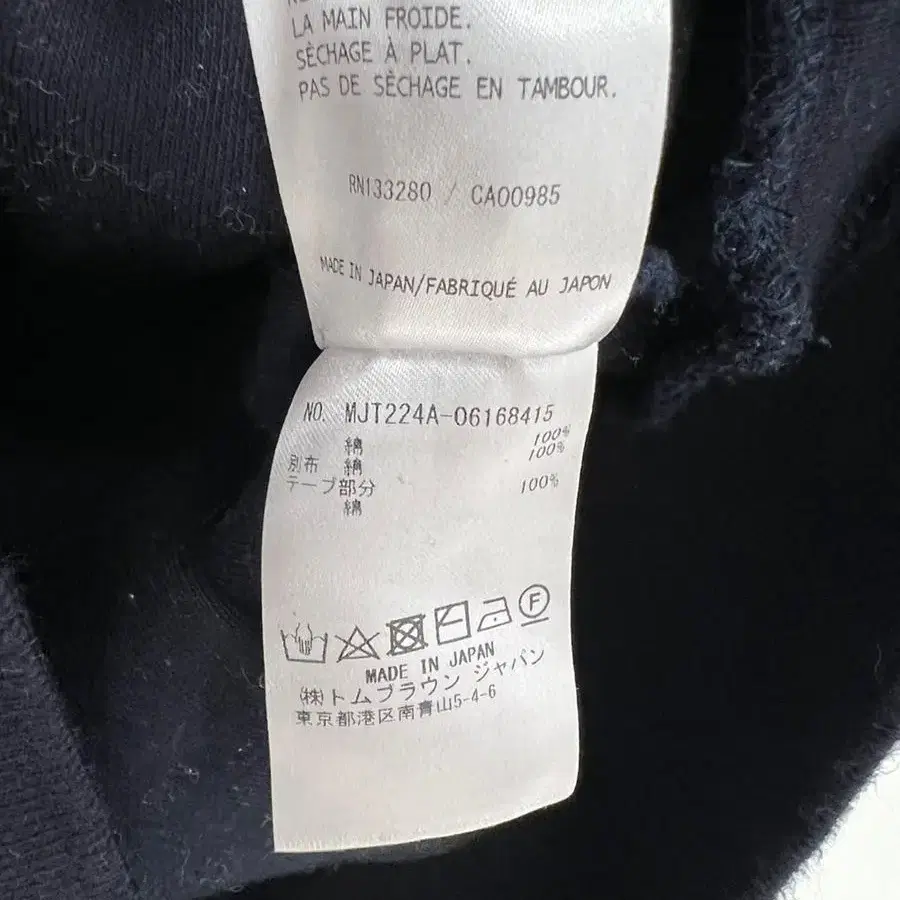 LA MAIN FROIDE.
SÈCHAGE À PLAT.
PAS DE SÈCHAGE EN TAMBOUR.
RN133280 / CA00985
MADE IN JAPAN/FABRIQUÉ AU JAPON
NO. MJT224A-06168415
綿 100%
別布 綿 100%
テープ部分
綿 100%
F
MADE IN JAPAN
㈱トムブラウン ジャパン
東京都港区南青山5-4-6